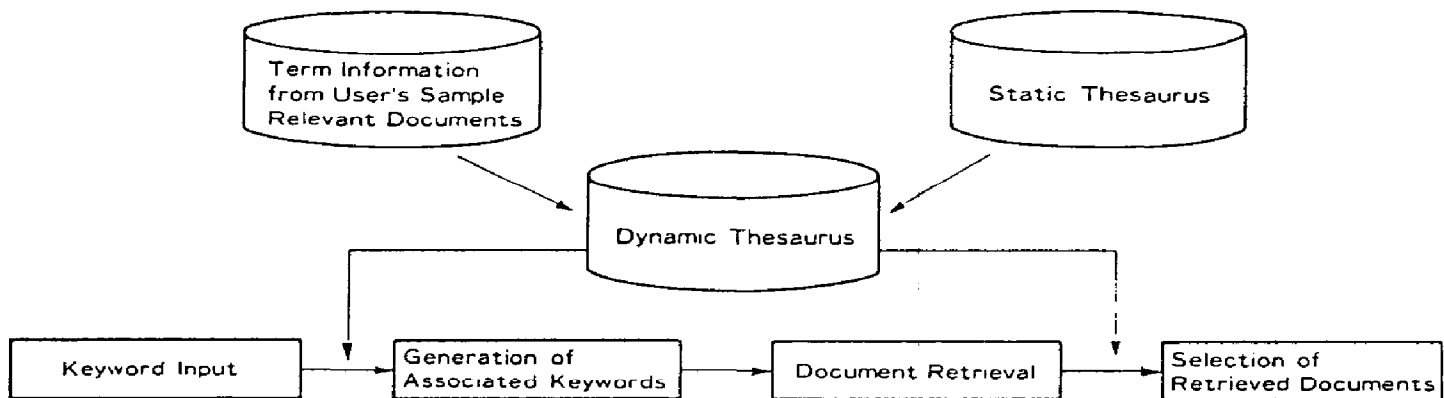 Term Information
from User's Sample
Relevant Documents
Static Thesaurus
Dynamic Thesaurus
Keyword Input
Generation of
Associated Keywords
Document Retrieval
Selection of
Retrieved Documents